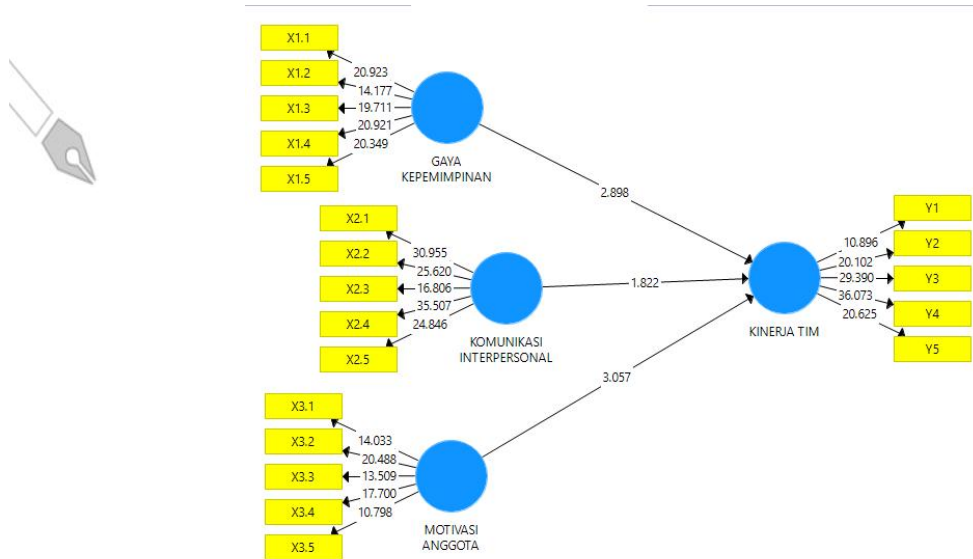 X1.1
X1.2
X1.3
X1.4
X1.5
20.923
14.177
19.711
20.921
20.349
GAYA
KEPEMIMPINAN
2.898
X2.1
X2.2
X2.3
X2.4
X2.5
30.955
25.620
16.806
35.507
24.846
KOMUNIKASI
INTERPERSONAL
1.822
X3.1
X3.2
X3.3
X3.4
X3.5
14.033
20.488
13.509
17.700
10.798
MOTIVASI
ANGGOTA
3.057
KINERJA TIM
10.896
20.102
29.390
36.073
20.625
Y1
Y2
Y3
Y4
Y5